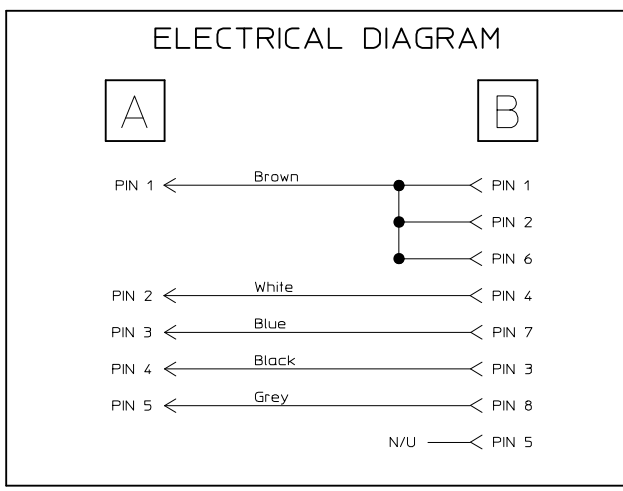 ELECTRICAL DIAGRAM
A B
PIN 1 Brown PIN 1
PIN 2
PIN 6
PIN 2 White PIN 4
PIN 3 Blue PIN 7
PIN 4 Black PIN 3
PIN 5 Grey PIN 8
N/U PIN 5